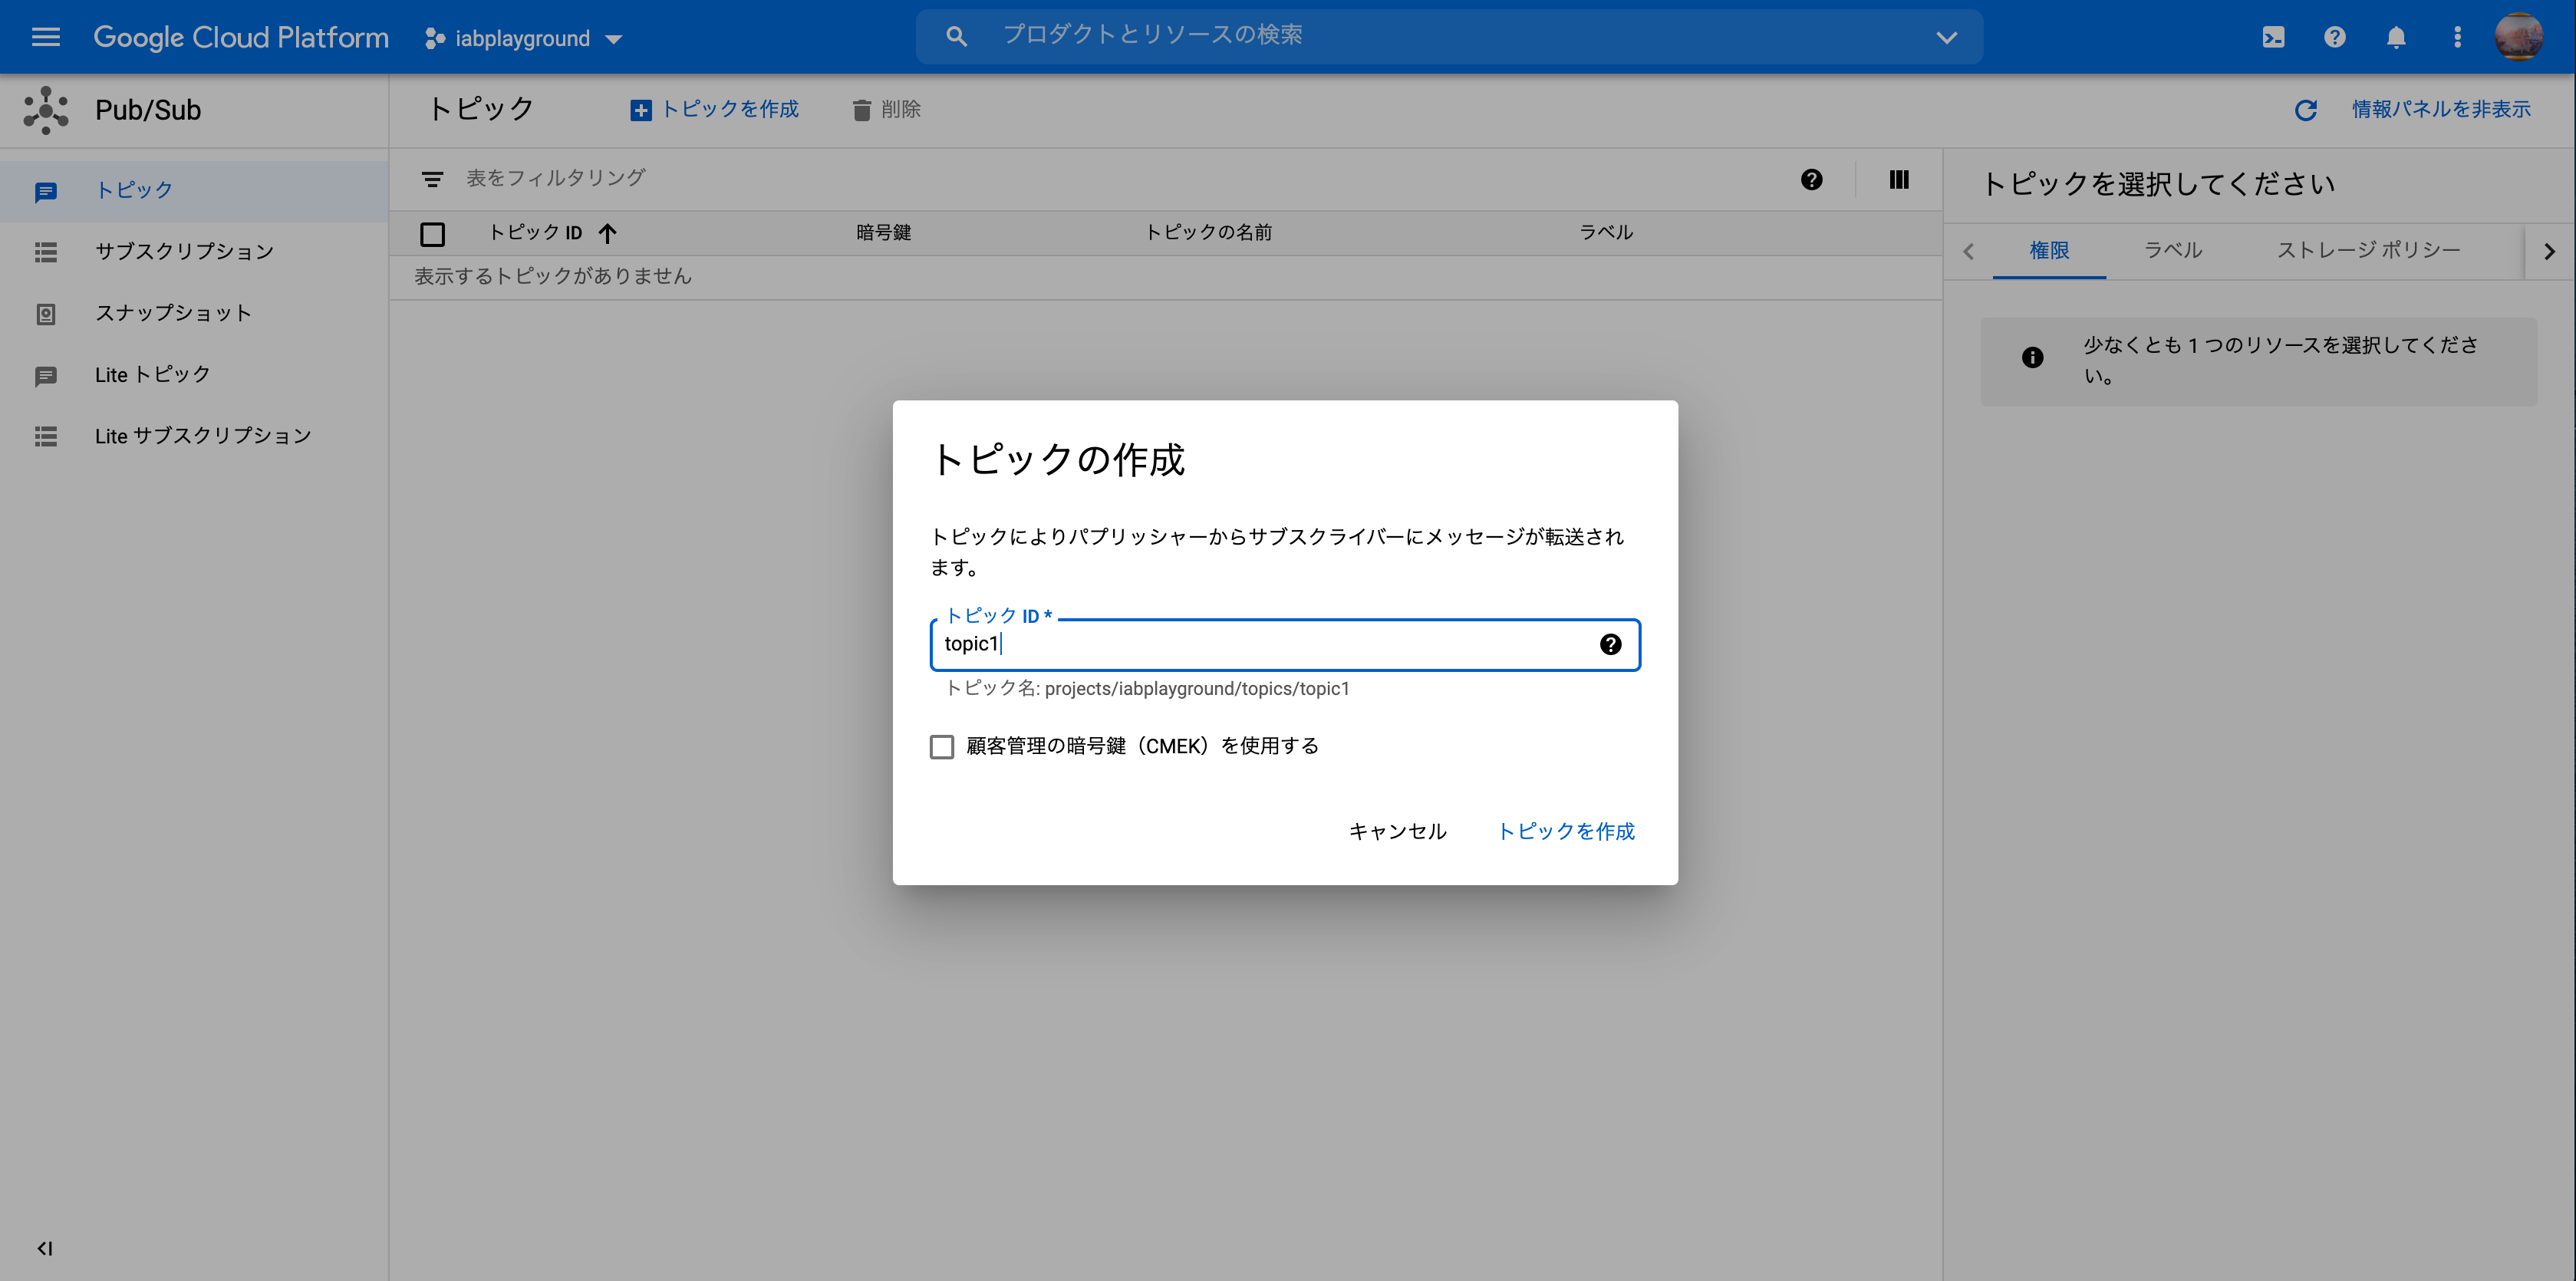 Google Cloud Platform
iabplayground
プロダクトとリソースの検索
Pub/Sub
トピック
トピックを作成
削除
情報パネルを非表示
トピック
サブスクリプション
スナップショット
Lite トピック
Lite サブスクリプション
表をフィルタリング
トピック ID
暗号鍵
トピックの名前
ラベル
表示するトピックがありません
トピックを選択してください
権限
ラベル
ストレージ ポリシー
少なくとも 1 つのリソースを選択してくださ
い。
トピックの作成
トピックによりパブリッシャーからサブスクライバーにメッセージが転送され
ます。
トピック ID *
topic1
トピック名: projects/iabplayground/topics/topic1
顧客管理の暗号鍵（CMEK）を使用する
キャンセル
トピックを作成